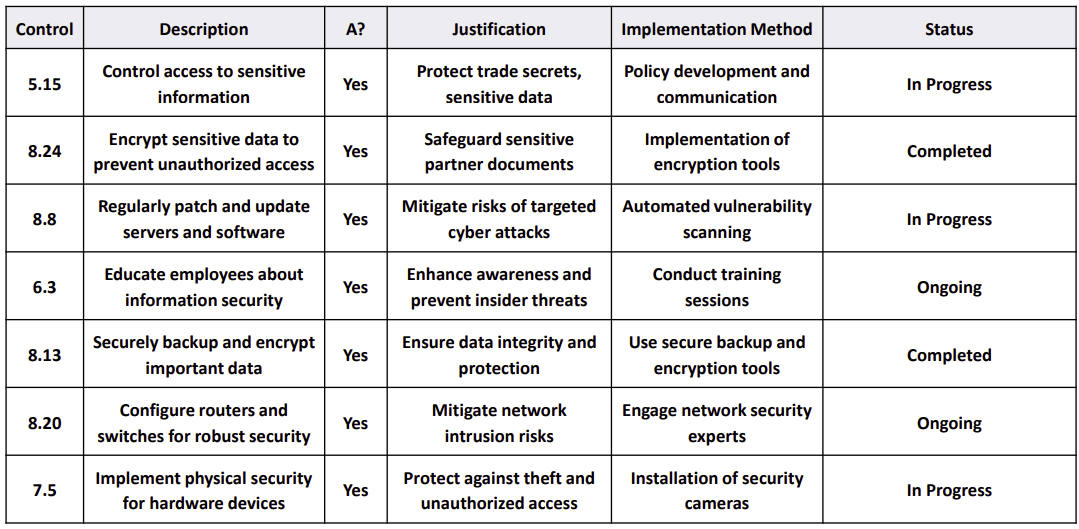 Control Description A? Justification Implementation Method Status
5.15 Control access to sensitive information Yes Protect trade secrets, sensitive data Policy development and communication In Progress
8.24 Encrypt sensitive data to prevent unauthorized access Yes Safeguard sensitive partner documents Implementation of encryption tools Completed
8.8 Regularly patch and update servers and software Yes Mitigate risks of targeted cyber attacks Automated vulnerability scanning In Progress
6.3 Educate employees about information security Yes Enhance awareness and prevent insider threats Conduct training sessions Ongoing
8.13 Securely backup and encrypt important data Yes Ensure data integrity and protection Use secure backup and encryption tools Completed
8.20 Configure routers and switches for robust security Yes Mitigate network intrusion risks Engage network security experts Ongoing
7.5 Implement physical security for hardware devices Yes Protect against theft and unauthorized access Installation of security cameras In Progress